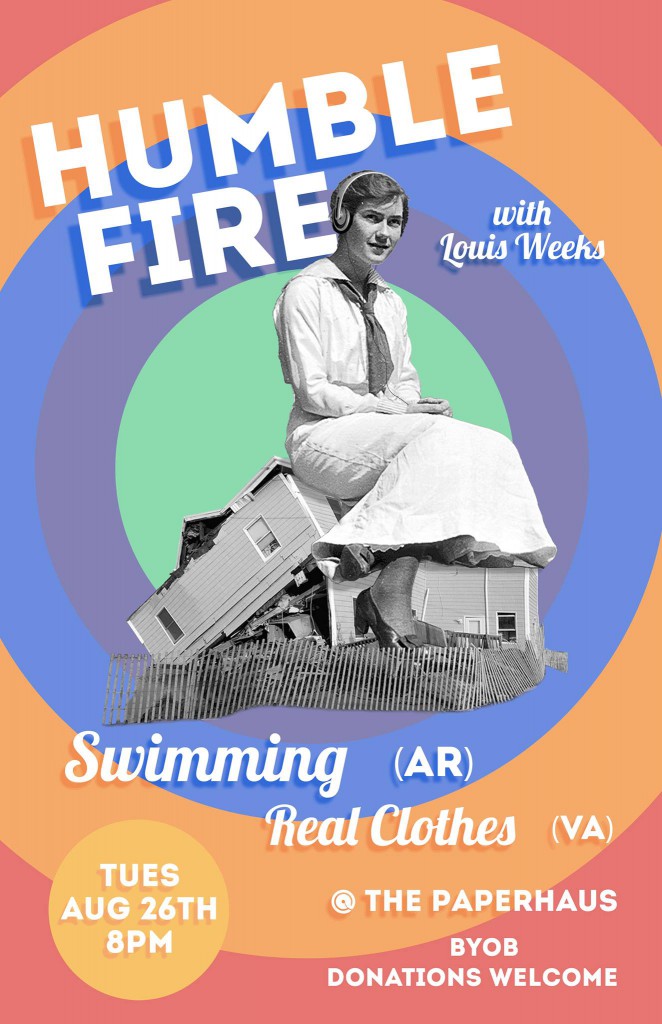 HUMBLE
FIRE
with
Louis Weeks
Swimming (AR)
Real Clothes (VA)
TUES
AUG 26TH
8PM
@ THE PAPERHAUS
BYOB
DONATIONS WELCOME